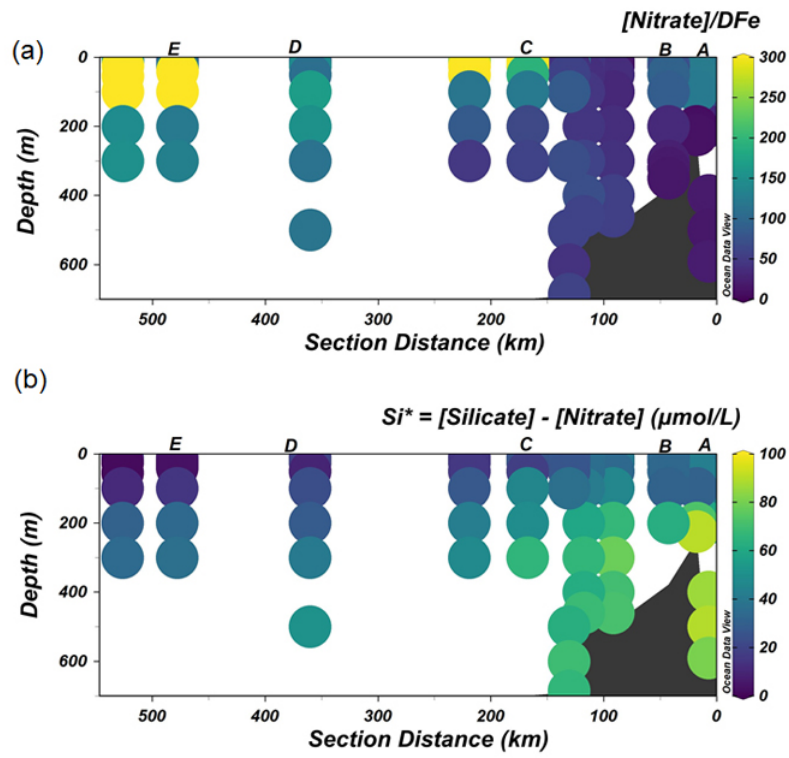 [Nitrate]/DFe
(a)
E D C B A
0
200
400
600
Depth (m)
500 400 300 200 100 0
Section Distance (km)
300
250
200
150
100
50
0
Ocean Data View
(b)
Si* = [Silicate] - [Nitrate] (µmol/L)
E D C B A
0
200
400
600
Depth (m)
500 400 300 200 100 0
Section Distance (km)
100
80
60
40
20
0
Ocean Data View